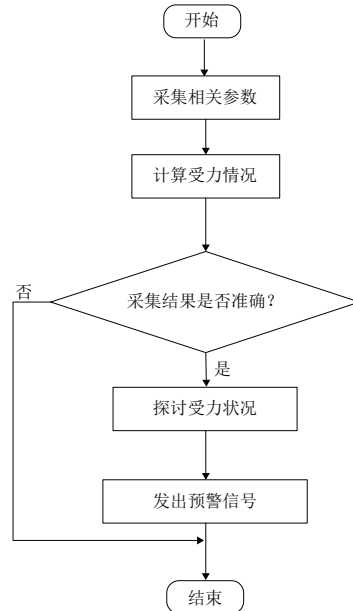 开始
采集相关参数
计算受力情况
采集结果是否准确？
否
是
探讨受力状况
发出预警信号
结束